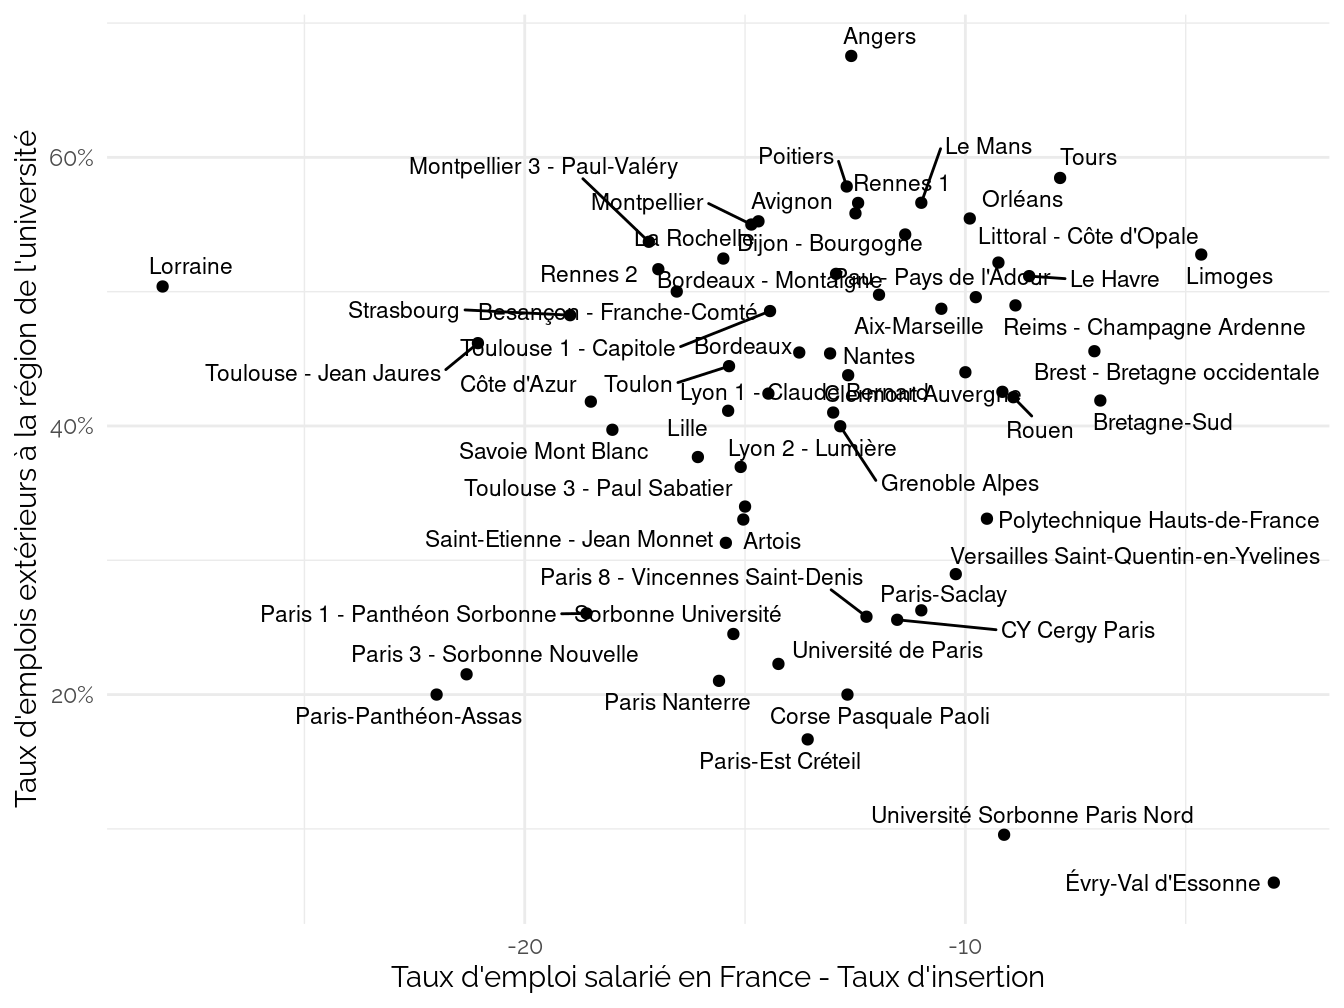 Angers
Le Mans
Tours
Poitiers
Montpellier 3 - Paul-Valéry
Rennes 1
Avignon
Montpellier
Orléans
La Rochelle
Dijon - Bourgogne
Littoral - Côte d'Opale
Lorraine
Rennes 2
Bordeaux - Montaigne
Pau - Pays de l'Adour
Le Havre
Limoges
Strasbourg
Besançon - Franche-Comté
Aix-Marseille
Reims - Champagne Ardenne
Toulouse 1 - Capitole
Bordeaux
Nantes
Toulouse - Jean Jaures
Côte d'Azur
Toulon
Lyon 1 - Claude Bernard
Clermont Auvergne
Brest - Bretagne occidentale
Lille
Rouen
Bretagne-Sud
Savoie Mont Blanc
Lyon 2 - Lumière
Toulouse 3 - Paul Sabatier
Grenoble Alpes
Polytechnique Hauts-de-France
Saint-Etienne - Jean Monnet
Artois
Versailles Saint-Quentin-en-Yvelines
Paris 8 - Vincennes Saint-Denis
Paris-Saclay
Paris 1 - Panthéon Sorbonne
Sorbonne Université
CY Cergy Paris
Paris 3 - Sorbonne Nouvelle
Université de Paris
Paris Nanterre
Paris-Panthéon-Assas
Corse Pasquale Paoli
Paris-Est Créteil
Université Sorbonne Paris Nord
Évry-Val d'Essonne
60%
40%
20%
-20
-10
Taux d'emploi salarié en France - Taux d'insertion
Taux d'emplois extérieurs à la région de l'université